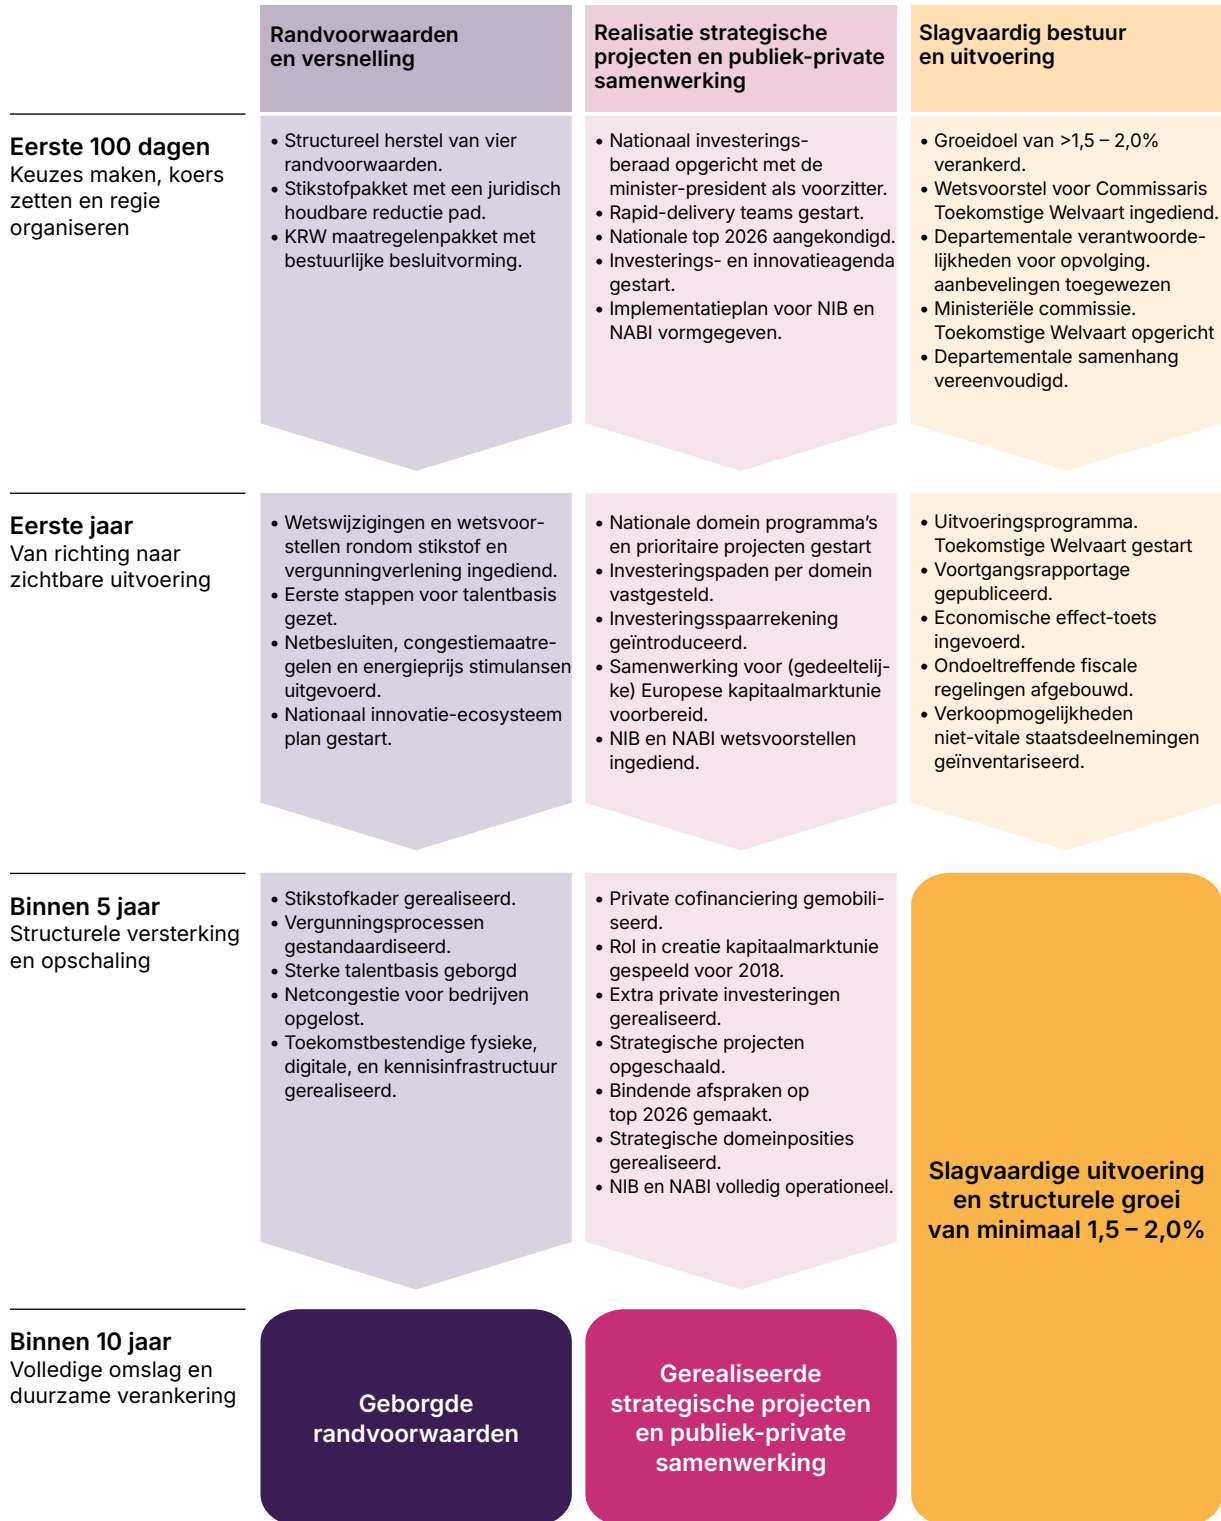 Randvoorwaarden
en versnelling
Realisatie strategische
projecten en publiek-private
samenwerking
Slagvaardig bestuur
en uitvoering
Eerste 100 dagen
Keuzes maken, koers
zetten en regie
organiseren
• Structureel herstel van vier
randvoorwaarden.
• Stikstofpakket met een juridisch
houdbare reductie pad.
• KRW maatregelenpakket met
bestuurlijke besluitvorming.
• Nationaal investerings-
beraad opgericht met de
minister-president als voorzitter.
• Rapid-delivery teams gestart.
• Nationale top 2026 aangekondigd.
• Investerings- en innovatieagenda
gestart.
• Implementatieplan voor NIB en
NABI vormgegeven.
• Groeidoel van >1,5 – 2,0%
verankerd.
• Wetsvoorstel voor Commissaris
Toekomstige Welvaart ingediend.
• Departementale verantwoorde-
lijkheden voor opvolging.
aanbevelingen toegewezen
• Ministeriële commissie.
Toekomstige Welvaart opgericht
• Departementale samenhang
vereenvoudigd.
Eerste jaar
Van richting naar
zichtbare uitvoering
• Wetswijzigingen en wetsvoor-
stellen rondom stikstof en
vergunningverlening ingediend.
• Eerste stappen voor talentbasis
gezet.
• Netbesluiten, congestiemaatre-
gelen en energieprijs stimulansen
uitgevoerd.
• Nationaal innovatie-ecosysteem
plan gestart.
• Nationale domein programma's
en prioritaire projecten gestart
• Investeringspaden per domein
vastgesteld.
• Investeringsspaarrekening
geïntroduceerd.
• Samenwerking voor (gedeeltelij-
ke) Europese kapitaalmarktunie
voorbereid.
• NIB en NABI wetsvoorstellen
ingediend.
• Uitvoeringsprogramma.
Toekomstige Welvaart gestart
• Voortgangsrapportage
gepubliceerd.
• Economische effect-toets
ingevoerd.
• Ondoeltreffende fiscale
regelingen afgebouwd.
• Verkoopmogelijkheden
niet-vitale staatsdeelnemingen
geïnventariseerd.
Binnen 5 jaar
Structurele versterking
en opschaling
• Stikstofkader gerealiseerd.
• Vergunningsprocessen
gestandaardiseerd.
• Sterke talentbasis geborgd
• Netcongestie voor bedrijven
opgelost.
• Toekomstbestendige fysieke,
digitale, en kennisinfrastructuur
gerealiseerd.
• Private cofinanciering gemobili-
seerd.
• Rol in creatie kapitaalmarktunie
gespeeld voor 2018.
• Extra private investeringen
gerealiseerd.
• Strategische projecten
opgeschaald.
• Bindende afspraken op
top 2026 gemaakt.
• Strategische domeinposities
gerealiseerd.
• NIB en NABI volledig operationeel.
Slagvaardige uitvoering
en structurele groei
van minimaal 1,5 – 2,0%
Binnen 10 jaar
Volledige omslag en
duurzame verankering
Geborgde
randvoorwaarden
Gerealiseerde
strategische projecten
en publiek-private
samenwerking